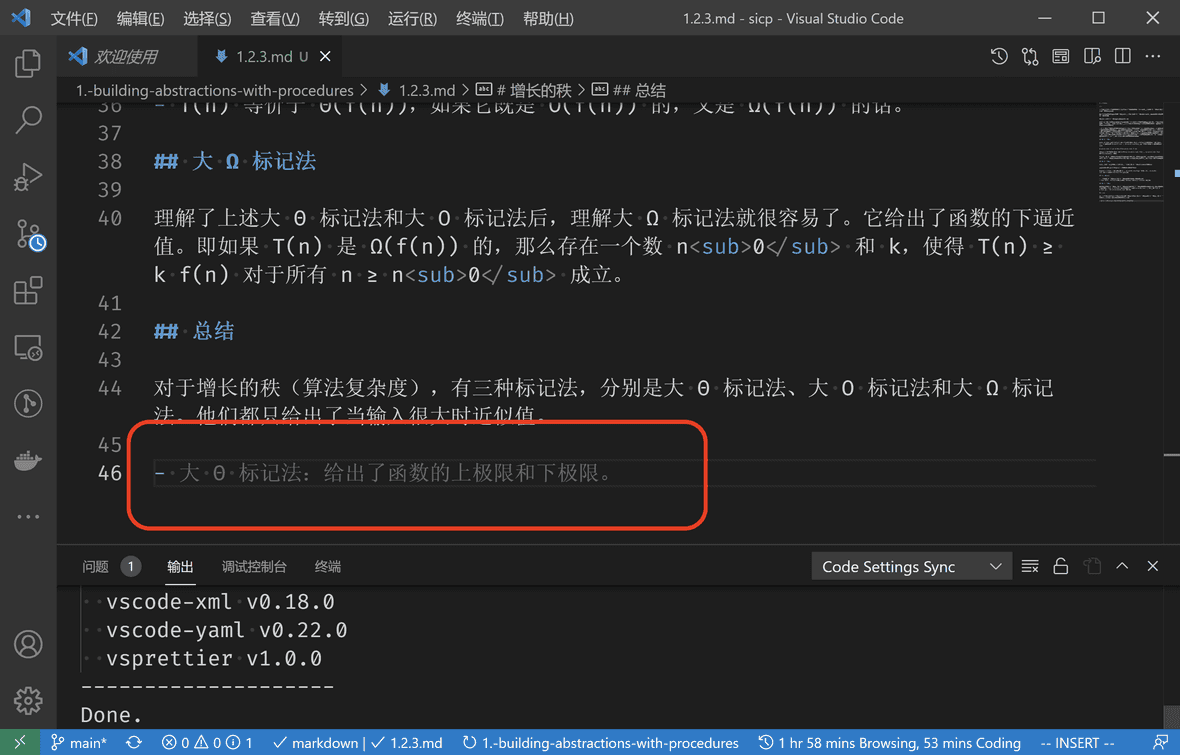 文件(F) 编辑(E) 选择(S) 查看(V) 转到(G) 运行(R) 终端(T) 帮助(H) 1.2.3.md - sicp - Visual Studio Code
欢迎使用 1.2.3.md U
1.-building-abstractions-with-procedures > 1.2.3.md > # 增长的秩 > ## 总结
36 - T(n) 等价于 Θ(f(n)), 如果它既是 O(f(n)) 的，又是 Ω(f(n)) 的话。
37
38 ## 大 Ω 标记法
39
40 理解了上述大 Θ 标记法和大 O 标记法后，理解大 Ω 标记法就很容易了。它给出了函数的下逼近
值。即如果 T(n) 是 Ω(f(n)) 的，那么存在一个数 n<sub>0</sub> 和 k，使得 T(n) ≥
k f(n) 对于所有 n ≥ n<sub>0</sub> 成立。
41
42 ## 总结
43
44 对于增长的秩（算法复杂度），有三种标记法，分别是大 Θ 标记法、大 O 标记法和大 Ω 标记
法。他们都只给出了当输入很大时近似值。
45
46 - 大 Θ 标记法：给出了函数的上极限和下极限。
问题 1 输出 调试控制台 终端 Code Settings Sync
vscode-xml v0.18.0
vscode-yaml v0.22.0
vsprettier v1.0.0
--------------------
Done.
main* 0 0 1 markdown | 1.2.3.md 1.-building-abstractions-with-procedures 1 hr 58 mins Browsing, 53 mins Coding -- INSERT --